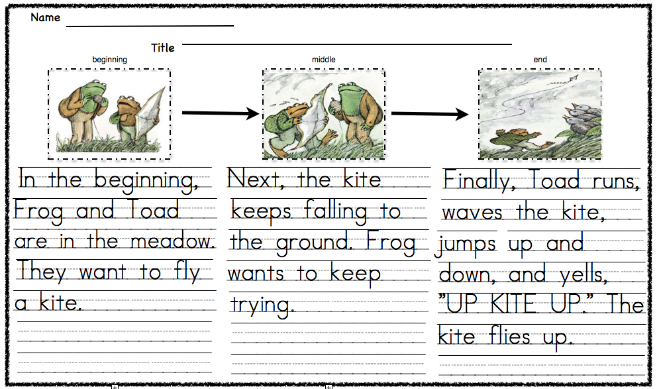 Name
Title
beginning
middle
end
In the beginning,
Frog and Toad
are in the meadow.
They want to fly
a kite.
Next, the kite
keeps falling to
the ground. Frog
wants to keep
trying.
Finally, Toad runs,
waves the kite,
jumps up and
down, and yells,
"UP KITE UP." The
kite flies up.